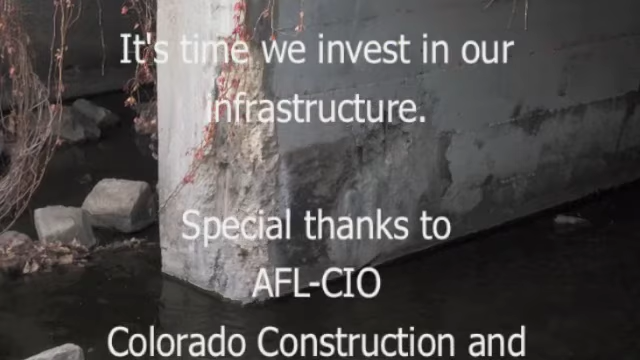 It's time we invest in our
infrastructure.
Special thanks to
AFL-CIO
Colorado Construction and